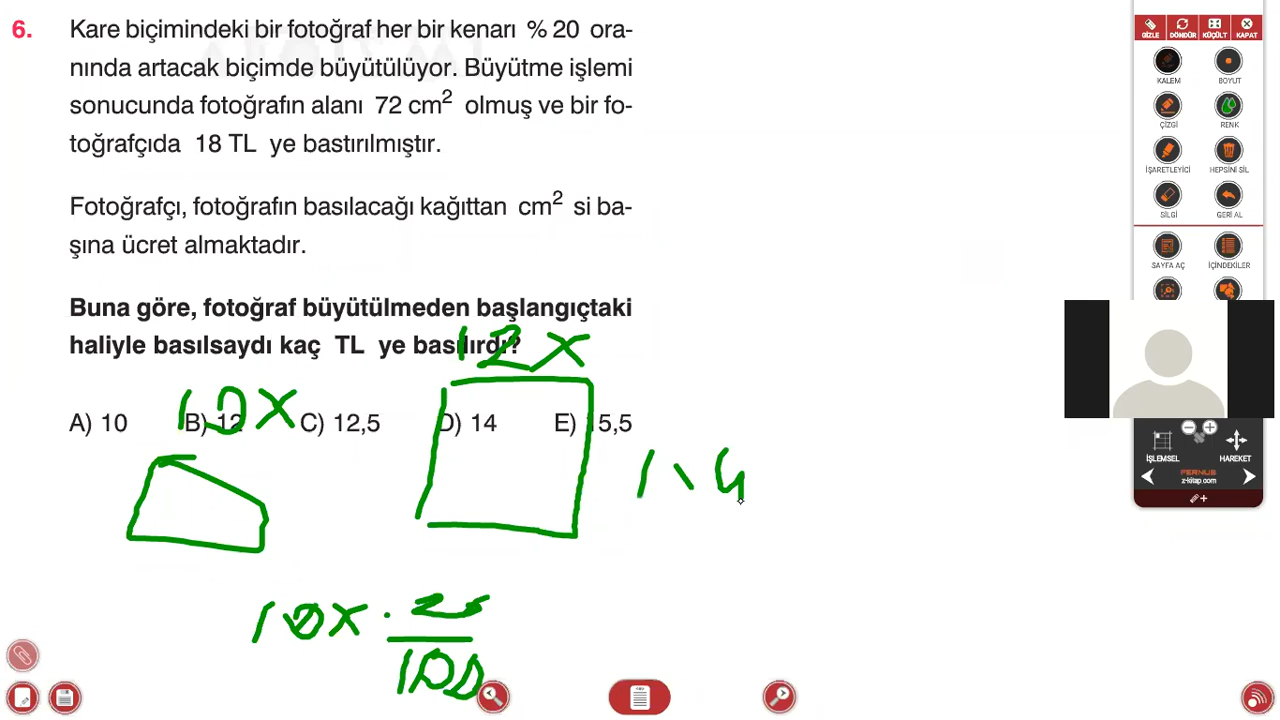 6. Kare biçimindeki bir fotoğraf her bir kenarı % 20 ora-
nında artacak biçimde büyütülüyor. Büyütme işlemi
sonucunda fotoğrafın alanı 72 cm² olmuş ve bir fo-
toğrafçıda 18 TL ye bastırılmıştır.
Fotoğrafçı, fotoğrafın basılacağı kağıttan cm² si ba-
şına ücret almaktadır.
Buna göre, fotoğraf büyütülmeden başlangıçtaki
haliyle basılsaydı kaç TL ye basılırdı?
A) 10 B) 12 C) 12,5 D) 14 E) 15,5
10x
12x
10x ·
100
GİZLE DÖNDÜR KÜÇÜLT KAPAT
KALEM BOYUT
ÇİZGİ RENK
İŞARETLEYİCİ HEPSİNİ SİL
SİLGİ GERİ AL
SAYFA AÇ İÇİNDEKİLER
İŞLEMSEL HAREKET
FERNUS
z-kitap.com